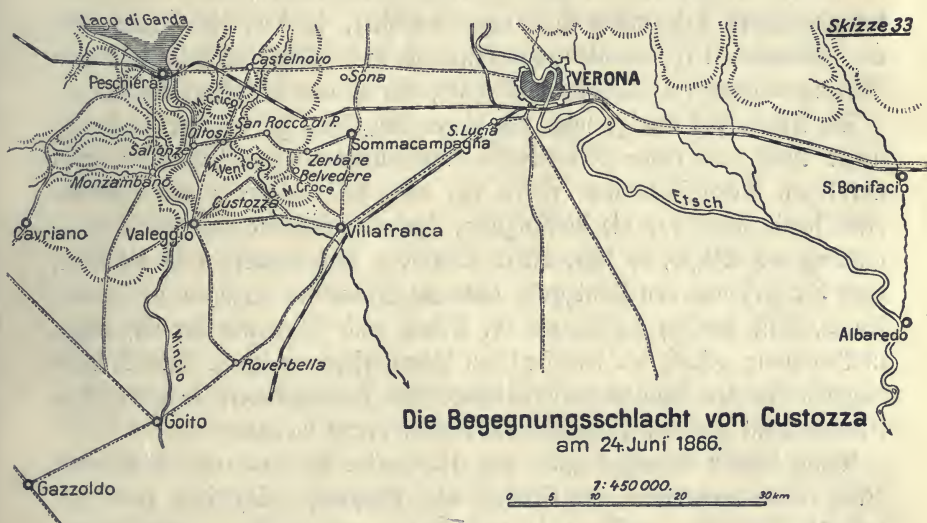 Lago di Garda
Skizze 33
Peschiera
Castelnovo
Sona
VERONA
M. Cricol
Oltosi
San Rocco di P.
S. Lucia
Sommacampagna
Salionze
Zerbare
M. Vento
Belvedere
Monzambano
M. Croce
S. Bonifacio
Custozza
Etsch
Cavriano
Valeggio
Villafranca
Albaredo
Mincio
Roverbella
Goito
Die Begegnungsschlacht von Custozza
am 24. Juni 1866.
Gazzoldo
1:450 000.
0 5 10 20 30 km